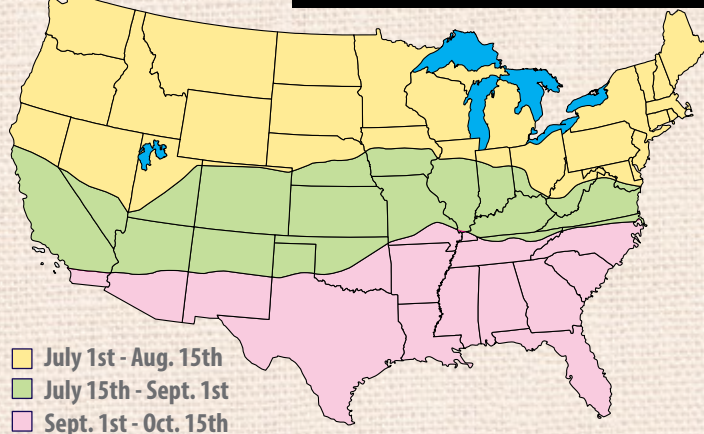 July 1st - Aug. 15th
July 15th - Sept. 1st
Sept. 1st - Oct. 15th